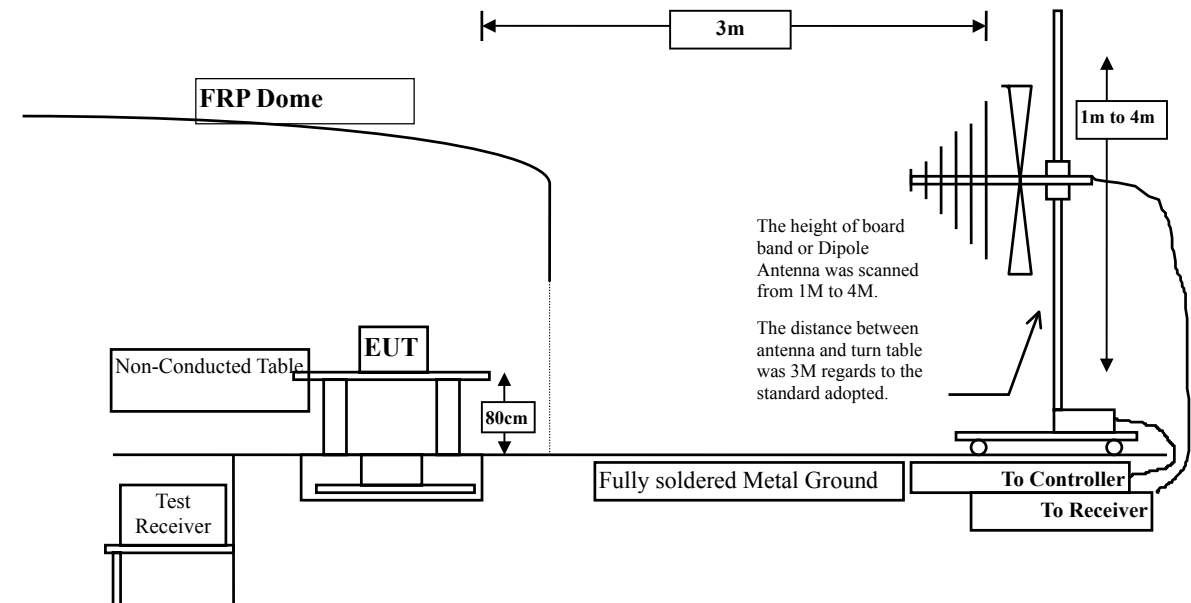 3m
FRP Dome
1m to 4m
The height of board
band or Dipole
Antenna was scanned
from 1M to 4M.
The distance between
antenna and turn table
was 3M regards to the
standard adopted.
EUT
Non-Conducted Table
80cm
Fully soldered Metal Ground
To Controller
To Receiver
Test
Receiver